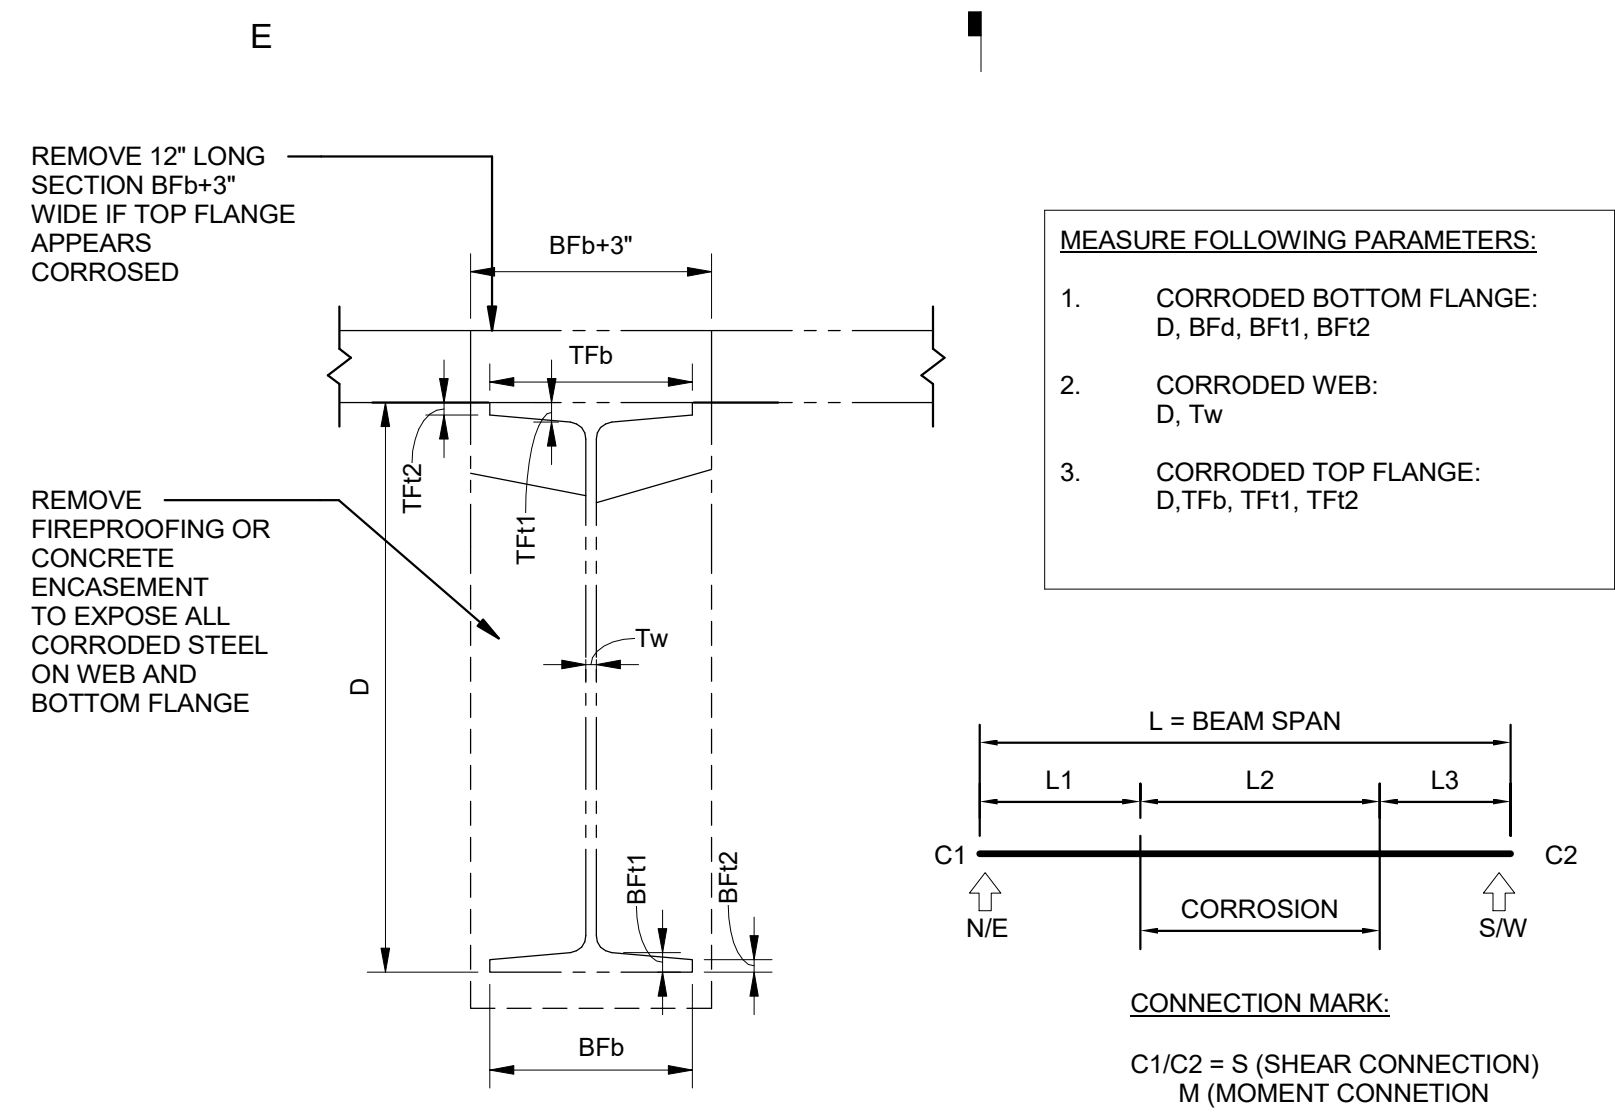 E
REMOVE 12" LONG
SECTION BFb+3"
WIDE IF TOP FLANGE
APPEARS
CORROSED
BFb+3"
TFb
TFt2
TFt1
REMOVE
FIREPROOFING OR
CONCRETE
ENCASEMENT
TO EXPOSE ALL
CORRODED STEEL
ON WEB AND
BOTTOM FLANGE
D
Tw
BFt1
BFt2
BFb
MEASURE FOLLOWING PARAMETERS:
1. CORRODED BOTTOM FLANGE:
D, BFd, BFt1, BFt2
2. CORRODED WEB:
D, Tw
3. CORRODED TOP FLANGE:
D,TFb, TFt1, TFt2
L = BEAM SPAN
L1 L2 L3
C1 C2
CORROSION
N/E S/W
CONNECTION MARK:
C1/C2 = S (SHEAR CONNECTION)
M (MOMENT CONNETION